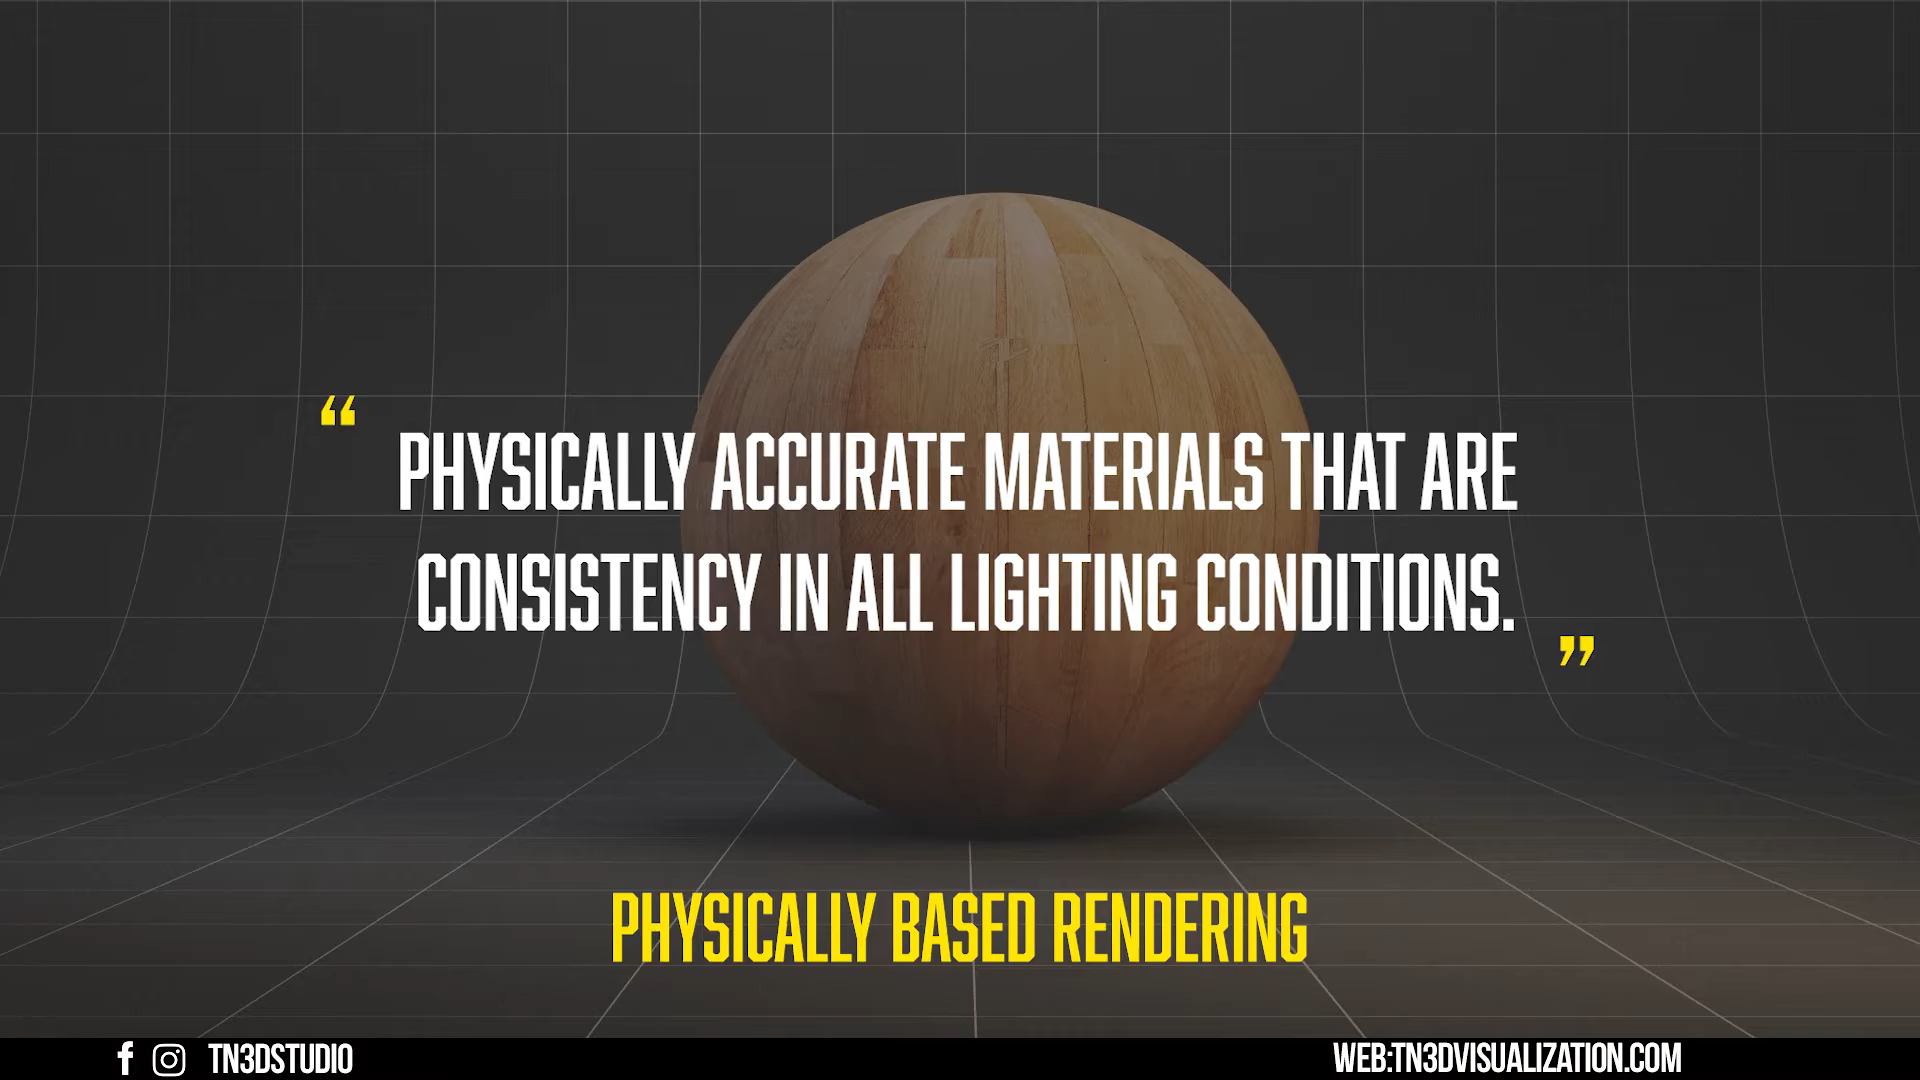 “ PHYSICALLY ACCURATE MATERIALS THAT ARE
CONSISTENCY IN ALL LIGHTING CONDITIONS. ”
PHYSICALLY BASED RENDERING
TN3DSTUDIO
WEB:TN3DVISUALIZATION.COM